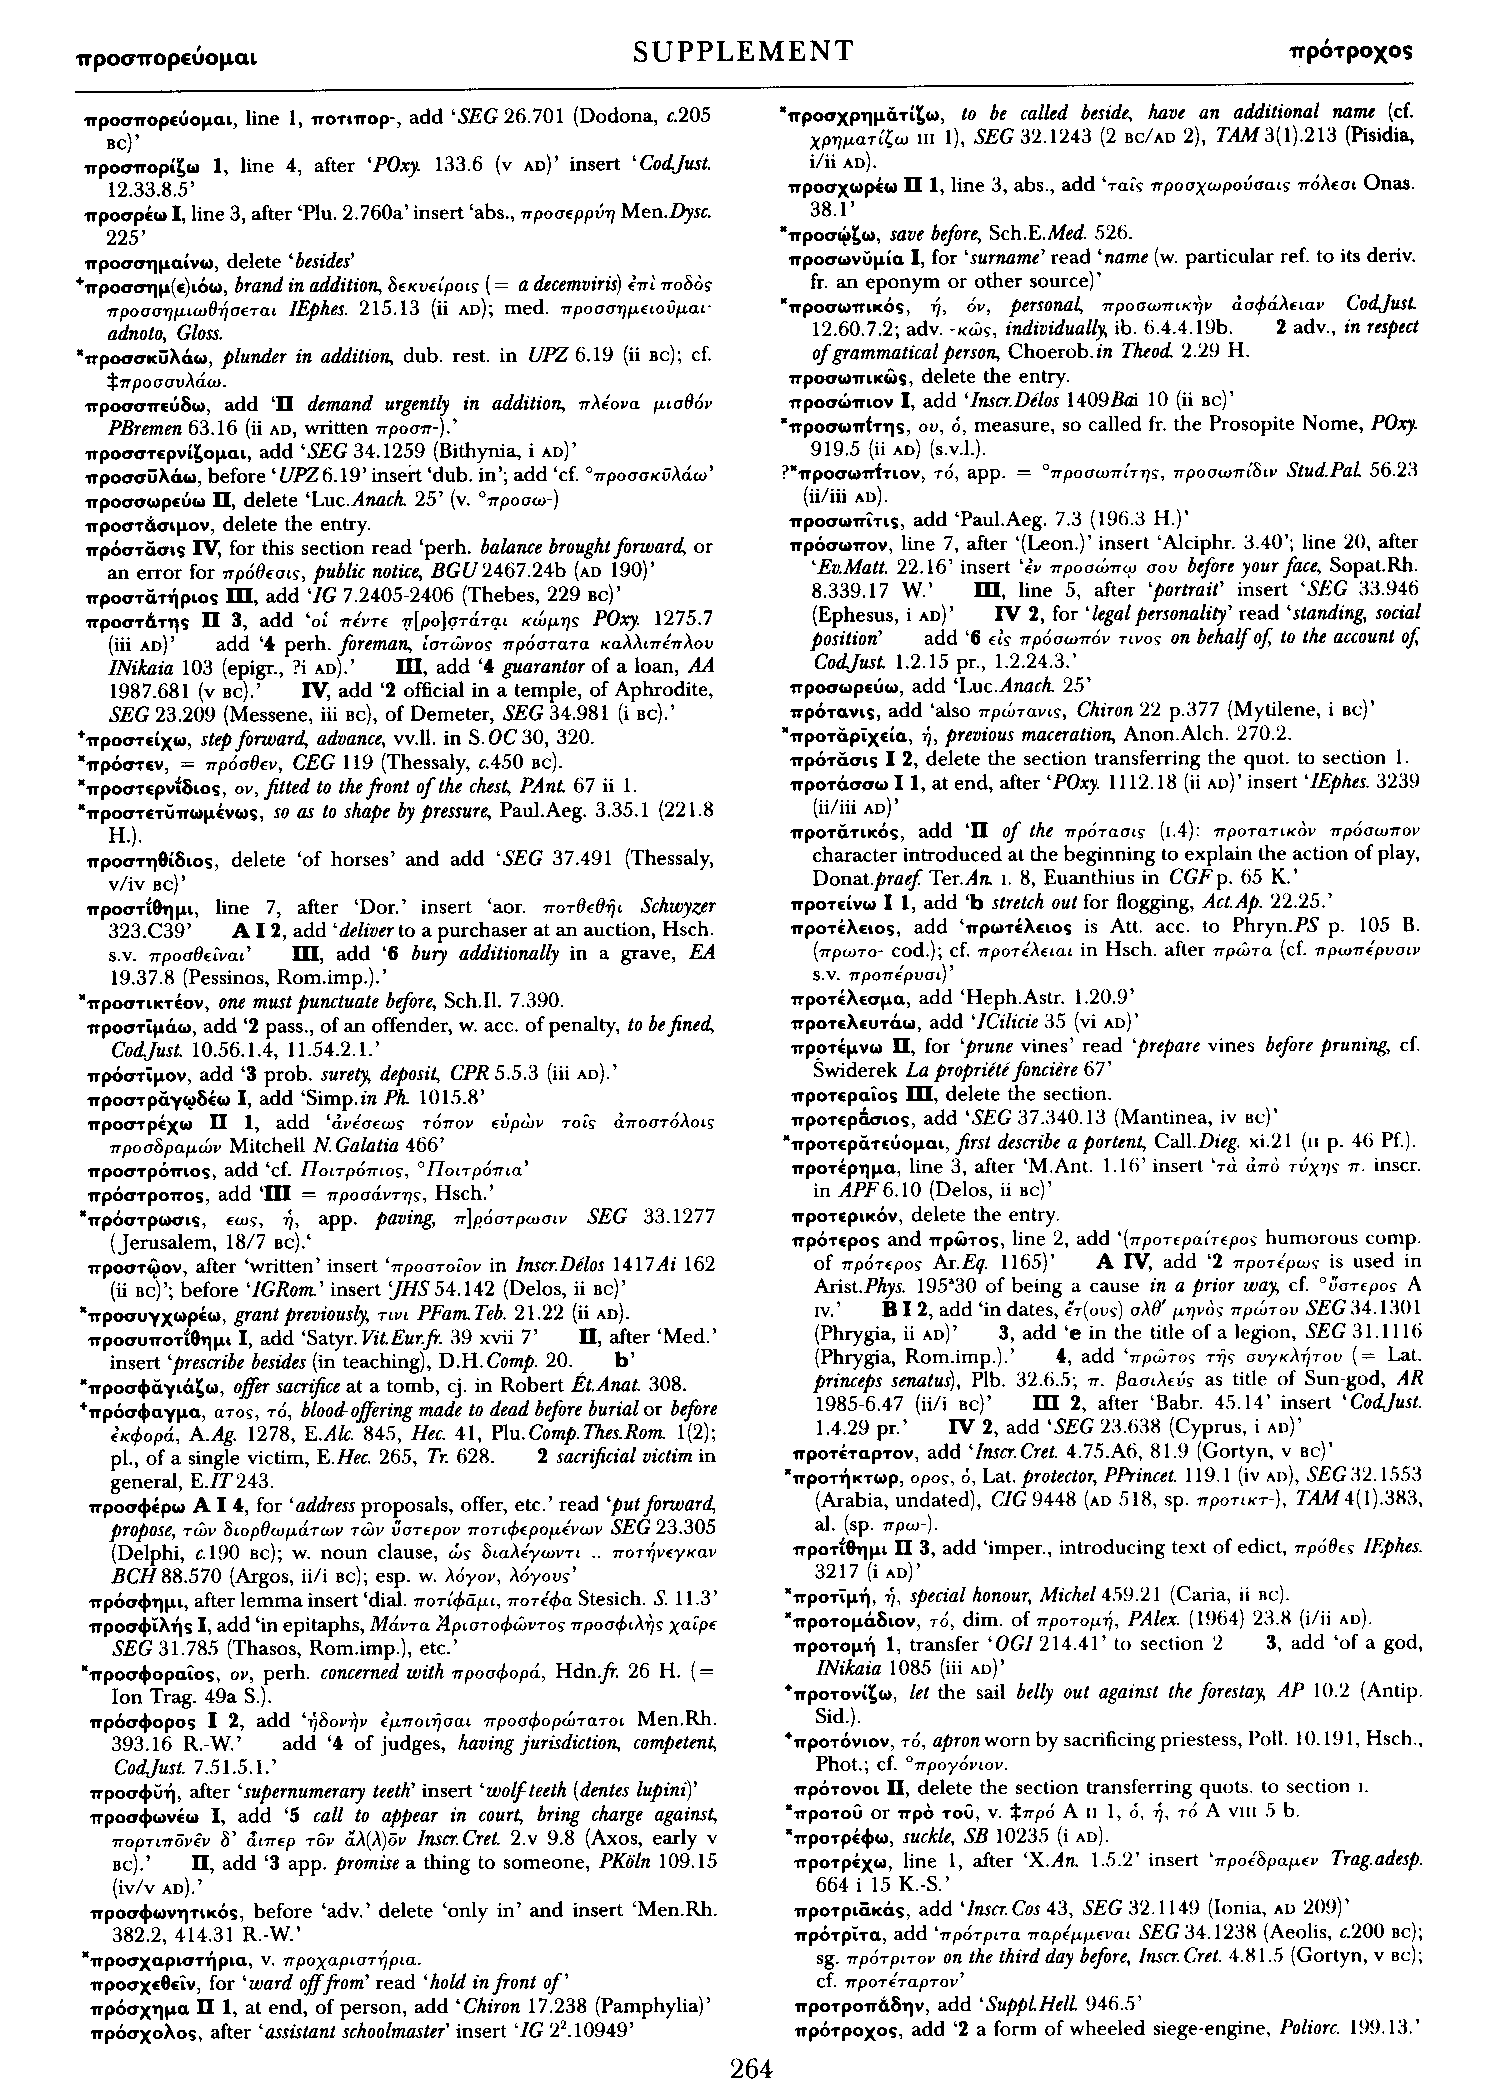 προσπορεύομαι
SUPPLEMENT
πρότροχος
προσπορεύομαι, line 1, ποτιπορ-, add ‘SEG 26.701 (Dodona, c.205
BC)’
προσπορίζω 1, line 4, after ‘POxy. 133.6 (v AD)’ insert ‘Cod.Just.
12.33.8.5’
προσρέω I, line 3, after ‘Plu. 2.760a’ insert ‘abs., προσερρύη Men.Dysc.
225’
προσσημαίνω, delete ‘besides’
⁺προσσημ(ε)ιόω, brand in addition, δεκυείροις (= a decemviris) ἐπὶ ποδὸς
προσσημιωθήσεται IEphes. 215.13 (ii AD); med. προσσημειοῦμαι·
adnoto, Gloss.
*προσσκῡλάω, plunder in addition, dub. rest. in UPZ 6.19 (ii BC); cf.
‡προσσυλάω.
προσσπεύδω, add ‘II demand urgently in addition, πλέονα μισθόν
PBremen 63.16 (ii AD, written προσπ-).’
προσστερνίζομαι, add ‘SEG 34.1259 (Bithynia, i AD)’
προσσῡλάω, before ‘UPZ 6.19’ insert ‘dub. in’; add ‘cf. °προσσκῡλάω’
προσσωρεύω II, delete ‘Luc.Anach. 25’ (v. °προσω-)
προστάσιμον, delete the entry.
πρόστᾰσις IV, for this section read ‘perh. balance brought forward, or
an error for πρόθεσις, public notice, BGU 2467.24b (AD 190)’
προστᾰτήριος III, add ‘IG 7.2405-2406 (Thebes, 229 BC)’
προστάτης II 3, add ‘οἱ πέντε π[ρο]στάται κώμης POxy. 1275.7
(iii AD)’ add ‘4 perh. foreman, ἱστῶνος πρόστατα καλλιπέπλου
INikaia 103 (epigr., ?i AD).’ III, add ‘4 guarantor of a loan, AA
1987.681 (v BC).’ IV, add ‘2 official in a temple, of Aphrodite,
SEG 23.209 (Messene, iii BC), of Demeter, SEG 34.981 (i BC).’
⁺προστείχω, step forward, advance, vv.ll. in S.OC 30, 320.
*πρόστεν, = πρόσθεν, CEG 119 (Thessaly, c.450 BC).
*προστερνίδιος, ον, fitted to the front of the chest, PAnt. 67 ii 1.
*προστετῠπωμένως, so as to shape by pressure, Paul.Aeg. 3.35.1 (221.8
H.).
προστηθίδιος, delete ‘of horses’ and add ‘SEG 37.491 (Thessaly,
v/iv BC)’
προστίθημι, line 7, after ‘Dor.’ insert ‘aor. ποτθεθῆι Schwyzer
323.C39’ A I 2, add ‘deliver to a purchaser at an auction, Hsch.
s.v. προσθεῖναι’ III, add ‘6 bury additionally in a grave, EA
19.37.8 (Pessinos, Rom.imp.).’
*προστικτέον, one must punctuate before, Sch.Il. 7.390.
προστῑμάω, add ‘2 pass., of an offender, w. acc. of penalty, to be fined,
Cod.Just. 10.56.1.4, 11.54.2.1.’
πρόστῑμον, add ‘3 prob. surety, deposit, CPR 5.5.3 (iii AD).’
προστρᾰγῳδέω I, add ‘Simp.in Ph. 1015.8’
προστρέχω II 1, add ‘ἀνέσεως τόπον εὑρὼν τοῖς ἀποστόλοις
προσδραμών Mitchell N.Galatia 466’
προστρόπιος, add ‘cf. Ποιτρόπιος, °Ποιτρόπια’
πρόστροπος, add ‘III = προσάντης, Hsch.’
*πρόστρωσις, εως, ἡ, app. paving, π]ρόστρωσιν SEG 33.1277
(Jerusalem, 18/7 BC).‘
προστῷον, after ‘written’ insert ‘προστοῖον in Inscr.Délos 1417Ai 162
(ii BC)’; before ‘IGRom.’ insert ‘JHS 54.142 (Delos, ii BC)’
*προσυγχωρέω, grant previously, τινι PFam.Teb. 21.22 (ii AD).
προσυποτίθημι I, add ‘Satyr.Vit.Eur.fr. 39 xvii 7’ II, after ‘Med.’
insert ‘prescribe besides (in teaching), D.H.Comp. 20. b’
*προσφᾰγιάζω, offer sacrifice at a tomb, cj. in Robert Ét.Anat. 308.
⁺πρόσφαγμα, ατος, τό, blood-offering made to dead before burial or before
ἐκφορά, A.Ag. 1278, E.Alc. 845, Hec. 41, Plu.Comp.Thes.Rom. 1(2);
pl., of a single victim, E.Hec. 265, Tr. 628. 2 sacrificial victim in
general, E.IT 243.
προσφέρω A I 4, for ‘address proposals, offer, etc.’ read ‘put forward,
propose, τῶν διορθωμάτων τῶν ὕστερον ποτιφερομένων SEG 23.305
(Delphi, c.190 BC); w. noun clause, ὡς διαλέγωντι .. ποτήνεγκαν
BCH 88.570 (Argos, ii/i BC); esp. w. λόγον, λόγους’
πρόσφημι, after lemma insert ‘dial. ποτίφᾱμι, ποτέφα Stesich. S. 11.3’
προσφῐλής I, add ‘in epitaphs, Μάντα Ἀριστοφῶντος προσφιλὴς χαῖρε
SEG 31.785 (Thasos, Rom.imp.), etc.’
*προσφοραῖος, ον, perh. concerned with προσφορά, Hdn.fr. 26 H. (=
Ion Trag. 49a S.).
πρόσφορος I 2, add ‘ἡδονὴν ἐμποιῆσαι προσφορώτατοι Men.Rh.
393.16 R.-W.’ add ‘4 of judges, having jurisdiction, competent,
Cod.Just. 7.51.5.1.’
προσφῠή, after ‘supernumerary teeth’ insert ‘wolf-teeth (dentes lupini)’
προσφωνέω I, add ‘5 call to appear in court, bring charge against,
πορτιπōνε̄ν δ’ ἆιπερ το̄ν ἄλ(λ)ο̄ν Inscr.Cret. 2.v 9.8 (Axos, early v
BC).’ II, add ‘3 app. promise a thing to someone, PKöln 109.15
(iv/v AD).’
προσφωνητικός, before ‘adv.’ delete ‘only in’ and insert ‘Men.Rh.
382.2, 414.31 R.-W.’
*προσχαριστήρια, v. προχαριστήρια.
προσχεθεῖν, for ‘ward off from’ read ‘hold in front of’
πρόσχημα II 1, at end, of person, add ‘Chiron 17.238 (Pamphylia)’
πρόσχολος, after ‘assistant schoolmaster’ insert ‘IG 2².10949’
*προσχρημᾰτίζω, to be called beside, have an additional name (cf.
χρηματίζω III 1), SEG 32.1243 (2 BC/AD 2), TAM 3(1).213 (Pisidia,
i/ii AD).
προσχωρέω II 1, line 3, abs., add ‘ταῖς προσχωρούσαις πόλεσι Onas.
38.1’
*προσῴζω, save before, Sch.E.Med. 526.
προσωνῠμία I, for ‘surname’ read ‘name (w. particular ref. to its deriv.
fr. an eponym or other source)’
*προσωπικός, ή, όν, personal, προσωπικὴν ἀσφάλειαν Cod.Just.
12.60.7.2; adv. -κῶς, individually, ib. 6.4.4.19b. 2 adv., in respect
of grammatical person, Choerob.in Theod. 2.29 H.
προσωπικῶς, delete the entry.
προσώπιον I, add ‘Inscr.Délos 1409Bai 10 (ii BC)’
*προσωπίτης, ου, ὁ, measure, so called fr. the Prosopite Nome, POxy.
919.5 (ii AD) (s.v.l.).
?*προσωπίτιον, τό, app. = °προσωπίτης, προσωπίδιν Stud.Pal. 56.23
(ii/iii AD).
προσωπῖτις, add ‘Paul.Aeg. 7.3 (196.3 H.)’
πρόσωπον, line 7, after ‘(Leon.)’ insert ‘Alciphr. 3.40’; line 20, after
‘Ev.Matt. 22.16’ insert ‘ἐν προσώπῳ σου before your face, Sopat.Rh.
8.339.17 W.’ III, line 5, after ‘portrait’ insert ‘SEG 33.946
(Ephesus, i AD)’ IV 2, for ‘legal personality’ read ‘standing, social
position’ add ‘6 εἰς πρόσωπόν τινος on behalf of, to the account of,
Cod.Just. 1.2.15 pr., 1.2.24.3.’
προσωρεύω, add ‘Luc.Anach. 25’
πρότανις, add ‘also πρώτανις, Chiron 22 p.377 (Mytilene, i BC)’
*προτᾰρῑχεία, ἡ, previous maceration, Anon.Alch. 270.2.
πρότᾰσις I 2, delete the section transferring the quot. to section 1.
προτάσσω I 1, at end, after ‘POxy. 1112.18 (ii AD)’ insert ‘IEphes. 3239
(ii/iii AD)’
προτᾰτικός, add ‘II of the πρότασις (I.4): προτατικὸν πρόσωπον
character introduced at the beginning to explain the action of play,
Donat.praef. Ter.An. I. 8, Euanthius in CGF p. 65 K.’
προτείνω I 1, add ‘b stretch out for flogging, Act.Ap. 22.25.’
προτέλειος, add ‘πρωτέλειος is Att. acc. to Phryn.PS p. 105 B.
(πρωτο- cod.); cf. προτέλειαι in Hsch. after πρῶτα (cf. πρωπέρυσιν
s.v. προπέρυσι)’
προτέλεσμα, add ‘Heph.Astr. 1.20.9’
προτελευτάω, add ‘ICilicie 35 (vi AD)’
προτέμνω II, for ‘prune vines’ read ‘prepare vines before pruning, cf.
Świderek La propriété foncière 67’
προτεραῖος III, delete the section.
προτεράσιος, add ‘SEG 37.340.13 (Mantinea, iv BC)’
*προτερᾰτεύομαι, first describe a portent, Call.Dieg. xi.21 (II p. 46 Pf.).
προτέρημα, line 3, after ‘M.Ant. 1.16’ insert ‘τὰ ἀπὸ τύχης π. inscr.
in APF 6.10 (Delos, ii BC)’
προτερικόν, delete the entry.
πρότερος and πρῶτος, line 2, add ‘(προτεραίτερος humorous comp.
of πρότερος Ar.Eq. 1165)’ A IV, add ‘2 προτέρως is used in
Arist.Phys. 195ᵃ30 of being a cause in a prior way, cf. °ὕστερος A
IV.’ B I 2, add ‘in dates, ἔτ(ους) σλθ’ μηνὸς πρώτου SEG 34.1301
(Phrygia, ii AD)’ 3, add ‘e in the title of a legion, SEG 31.1116
(Phrygia, Rom.imp.).’ 4, add ‘πρῶτος τῆς συγκλήτου (= Lat.
princeps senatus), Plb. 32.6.5; π. βασιλεύς as title of Sun-god, AR
1985-6.47 (ii/i BC)’ III 2, after ‘Babr. 45.14’ insert ‘Cod.Just.
1.4.29 pr.’ IV 2, add ‘SEG 23.638 (Cyprus, i AD)’
προτέταρτον, add ‘Inscr.Cret. 4.75.A6, 81.9 (Gortyn, v BC)’
*προτήκτωρ, ορος, ὁ, Lat. protector, PPrincet. 119.1 (iv AD), SEG 32.1553
(Arabia, undated), CIG 9448 (AD 518, sp. προτικτ-), TAM 4(1).383,
al. (sp. πρω-).
προτίθημι II 3, add ‘imper., introducing text of edict, πρόθες IEphes.
3217 (i AD)’
*προτῑμή, ἡ, special honour, Michel 459.21 (Caria, ii BC).
*προτομάδιον, τό, dim. of προτομή, PAlex. (1964) 23.8 (i/ii AD).
προτομή 1, transfer ‘OGI 214.41’ to section 2 3, add ‘of a god,
INikaia 1085 (iii AD)’
⁺προτονίζω, let the sail belly out against the forestay, AP 10.2 (Antip.
Sid.).
⁺προτόνιον, τό, apron worn by sacrificing priestess, Poll. 10.191, Hsch.,
Phot.; cf. °προγόνιον.
πρότονοι II, delete the section transferring quots. to section I.
*προτοῦ or πρὸ τοῦ, v. ‡πρό A II 1, ὁ, ἡ, τό A VIII 5 b.
*προτρέφω, suckle, SB 10235 (i AD).
προτρέχω, line 1, after ‘X.An. 1.5.2’ insert ‘προέδραμεν Trag.adesp.
664 i 15 K.-S.’
προτριᾱκάς, add ‘Inscr.Cos 43, SEG 32.1149 (Ionia, AD 209)’
πρότρῐτα, add ‘πρότριτα παρέμμεναι SEG 34.1238 (Aeolis, c.200 BC);
sg. πρότριτον on the third day before, Inscr.Cret. 4.81.5 (Gortyn, v BC);
cf. προτέταρτον’
προτροπάδην, add ‘Suppl.Hell. 946.5’
πρότροχος, add ‘2 a form of wheeled siege-engine, Poliorc. 199.13.’
264